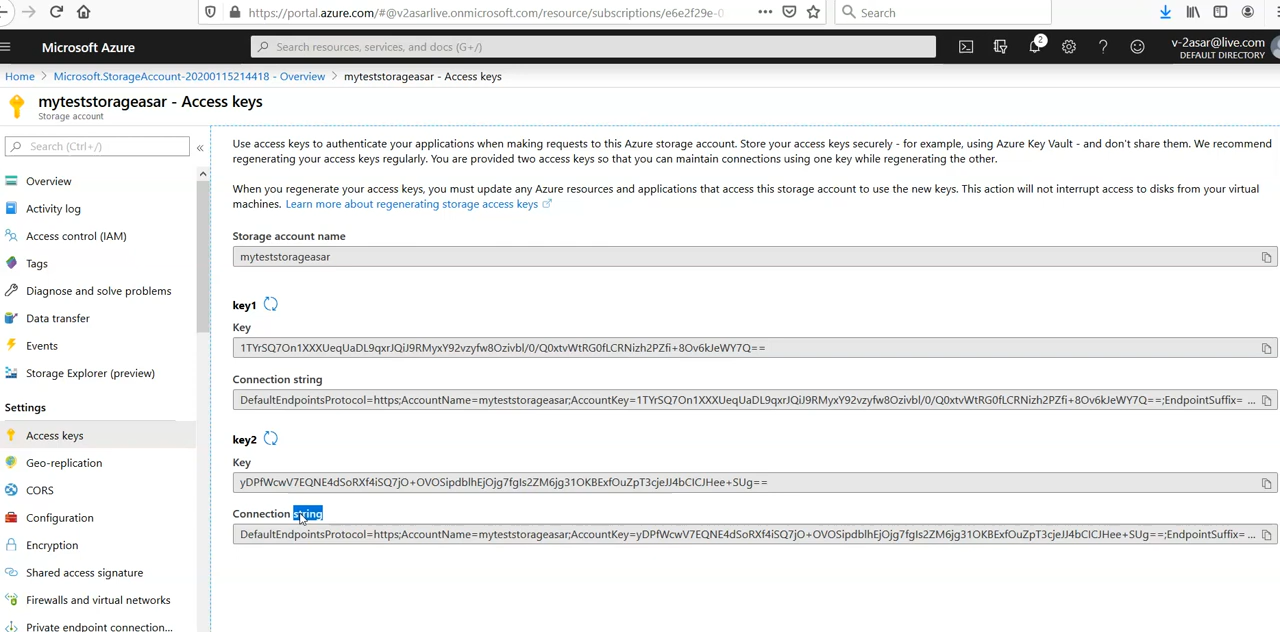 https://portal.azure.com/#@v2asarlive.onmicrosoft.com/resource/subscriptions/e6e2f29e-0
Search
Microsoft Azure
Search resources, services, and docs (G+/)
2
v-2asar@live.com
DEFAULT DIRECTORY
Home > Microsoft.StorageAccount-20200115214418 - Overview > myteststorageasar - Access keys
myteststorageasar - Access keys
Storage account
Search (Ctrl+/)
«
Overview
Activity log
Access control (IAM)
Tags
Diagnose and solve problems
Data transfer
Events
Storage Explorer (preview)
Settings
Access keys
Geo-replication
CORS
Configuration
Encryption
Shared access signature
Firewalls and virtual networks
Private endpoint connection...
Use access keys to authenticate your applications when making requests to this Azure storage account. Store your access keys securely - for example, using Azure Key Vault - and don't share them. We recommend
regenerating your access keys regularly. You are provided two access keys so that you can maintain connections using one key while regenerating the other.
When you regenerate your access keys, you must update any Azure resources and applications that access this storage account to use the new keys. This action will not interrupt access to disks from your virtual
machines. Learn more about regenerating storage access keys
Storage account name
myteststorageasar
key1
Key
Connection string
key2
Key
Connection string